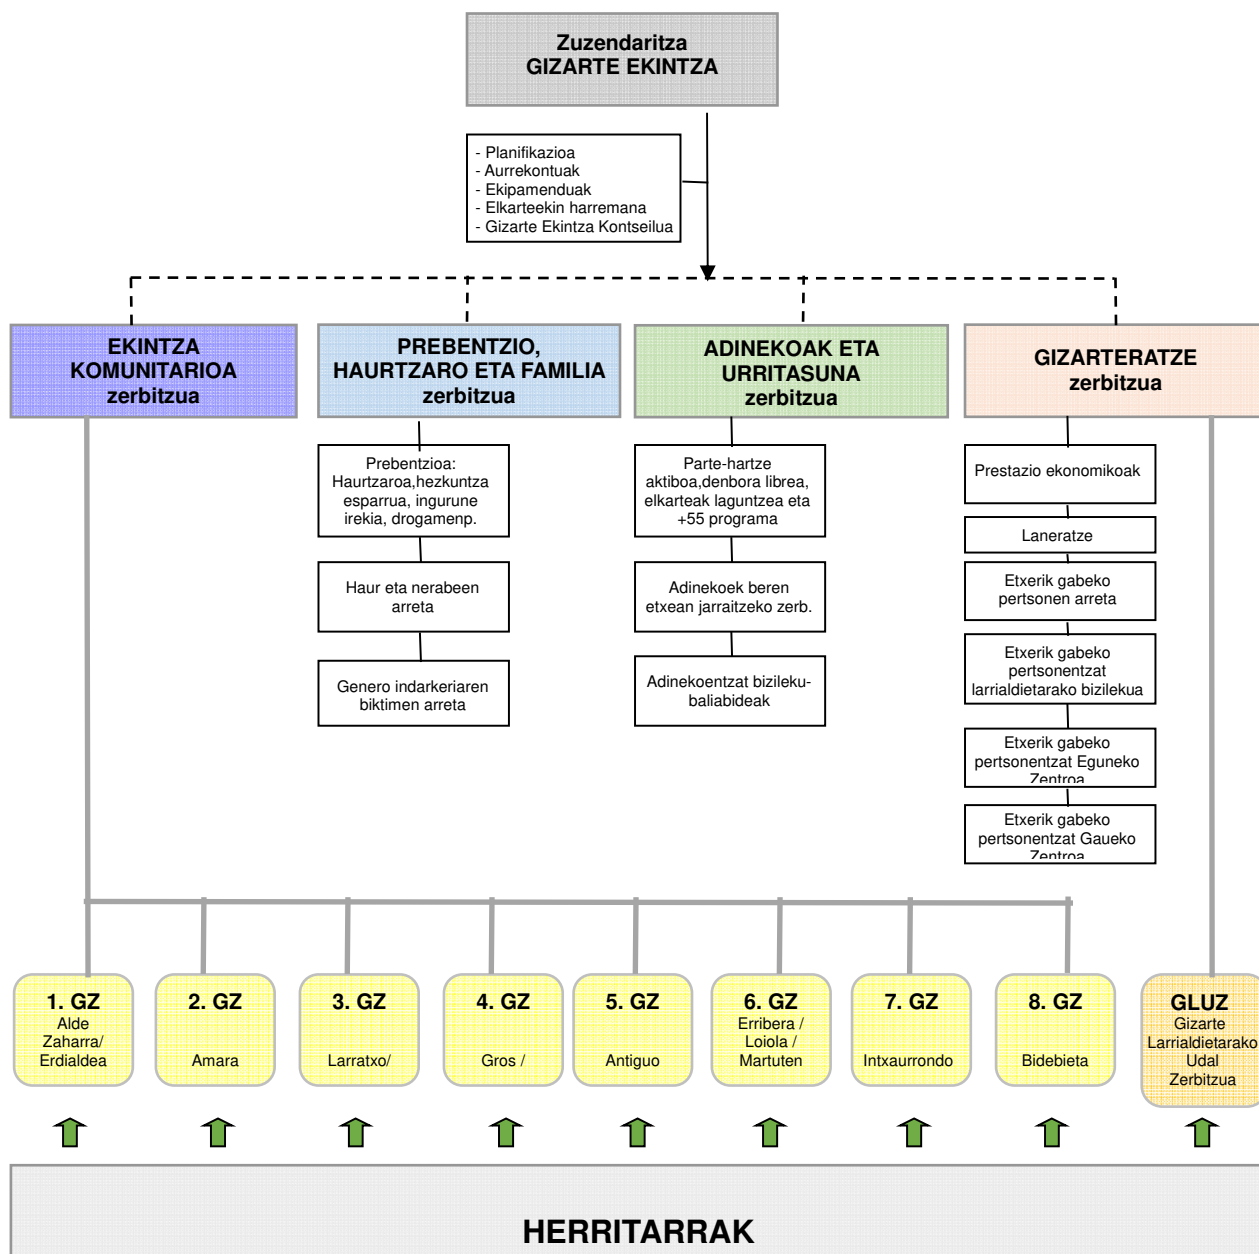 Zuzendaritza
GIZARTE EKINTZA
- Planifikazioa
- Aurrekontuak
- Ekipamenduak
- Elkarteekin harremana
- Gizarte Ekintza Kontseilua
EKINTZA
KOMUNITARIOA
zerbitzua
PREBENTZIO,
HAURTZARO ETA FAMILIA
zerbitzua
ADINEKOAK ETA
URRITASUNA
zerbitzua
GIZARTERATZE
zerbitzua
Prebentzioa:
Haurtzaroa,hezkuntza
esparrua, ingurune
irekia, drogamenp.
Haur eta nerabeen
arreta
Genero indarkeriaren
biktimen arreta
Parte-hartze
aktiboa,denbora librea,
elkarteak laguntzea eta
+55 programa
Adinekoek beren
etxean jarraitzeko zerb.
Adinekoentzat bizileku-
baliabideak
Prestazio ekonomikoak
Laneratze
Etxerik gabeko
pertsonen arreta
Etxerik gabeko
pertsonentzat
larrialdietarako bizilekua
Etxerik gabeko
pertsonentzat Eguneko
Zentroa
Etxerik gabeko
pertsonentzat Gaueko
Zentroa
1. GZ
Alde
Zaharra/
Erdialdea
2. GZ
Amara
3. GZ
Larratxo/
4. GZ
Gros /
5. GZ
Antiguo
6. GZ
Erribera /
Loiola /
Martuten
7. GZ
Intxaurrondo
8. GZ
Bidebieta
GLUZ
Gizarte
Larrialdietarako
Udal
Zerbitzua
HERRITARRAK